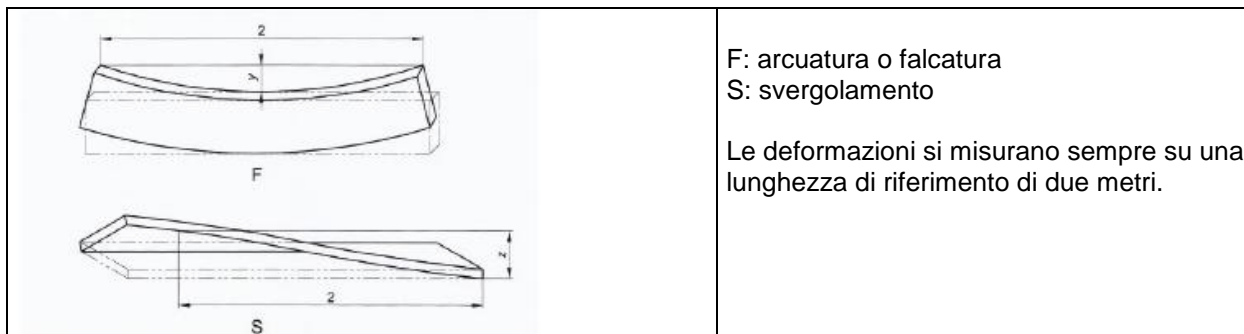 2
y
F
z
2
S
F: arcuatura o falcatura
S: svergolamento
Le deformazioni si misurano sempre su una
lunghezza di riferimento di due metri.